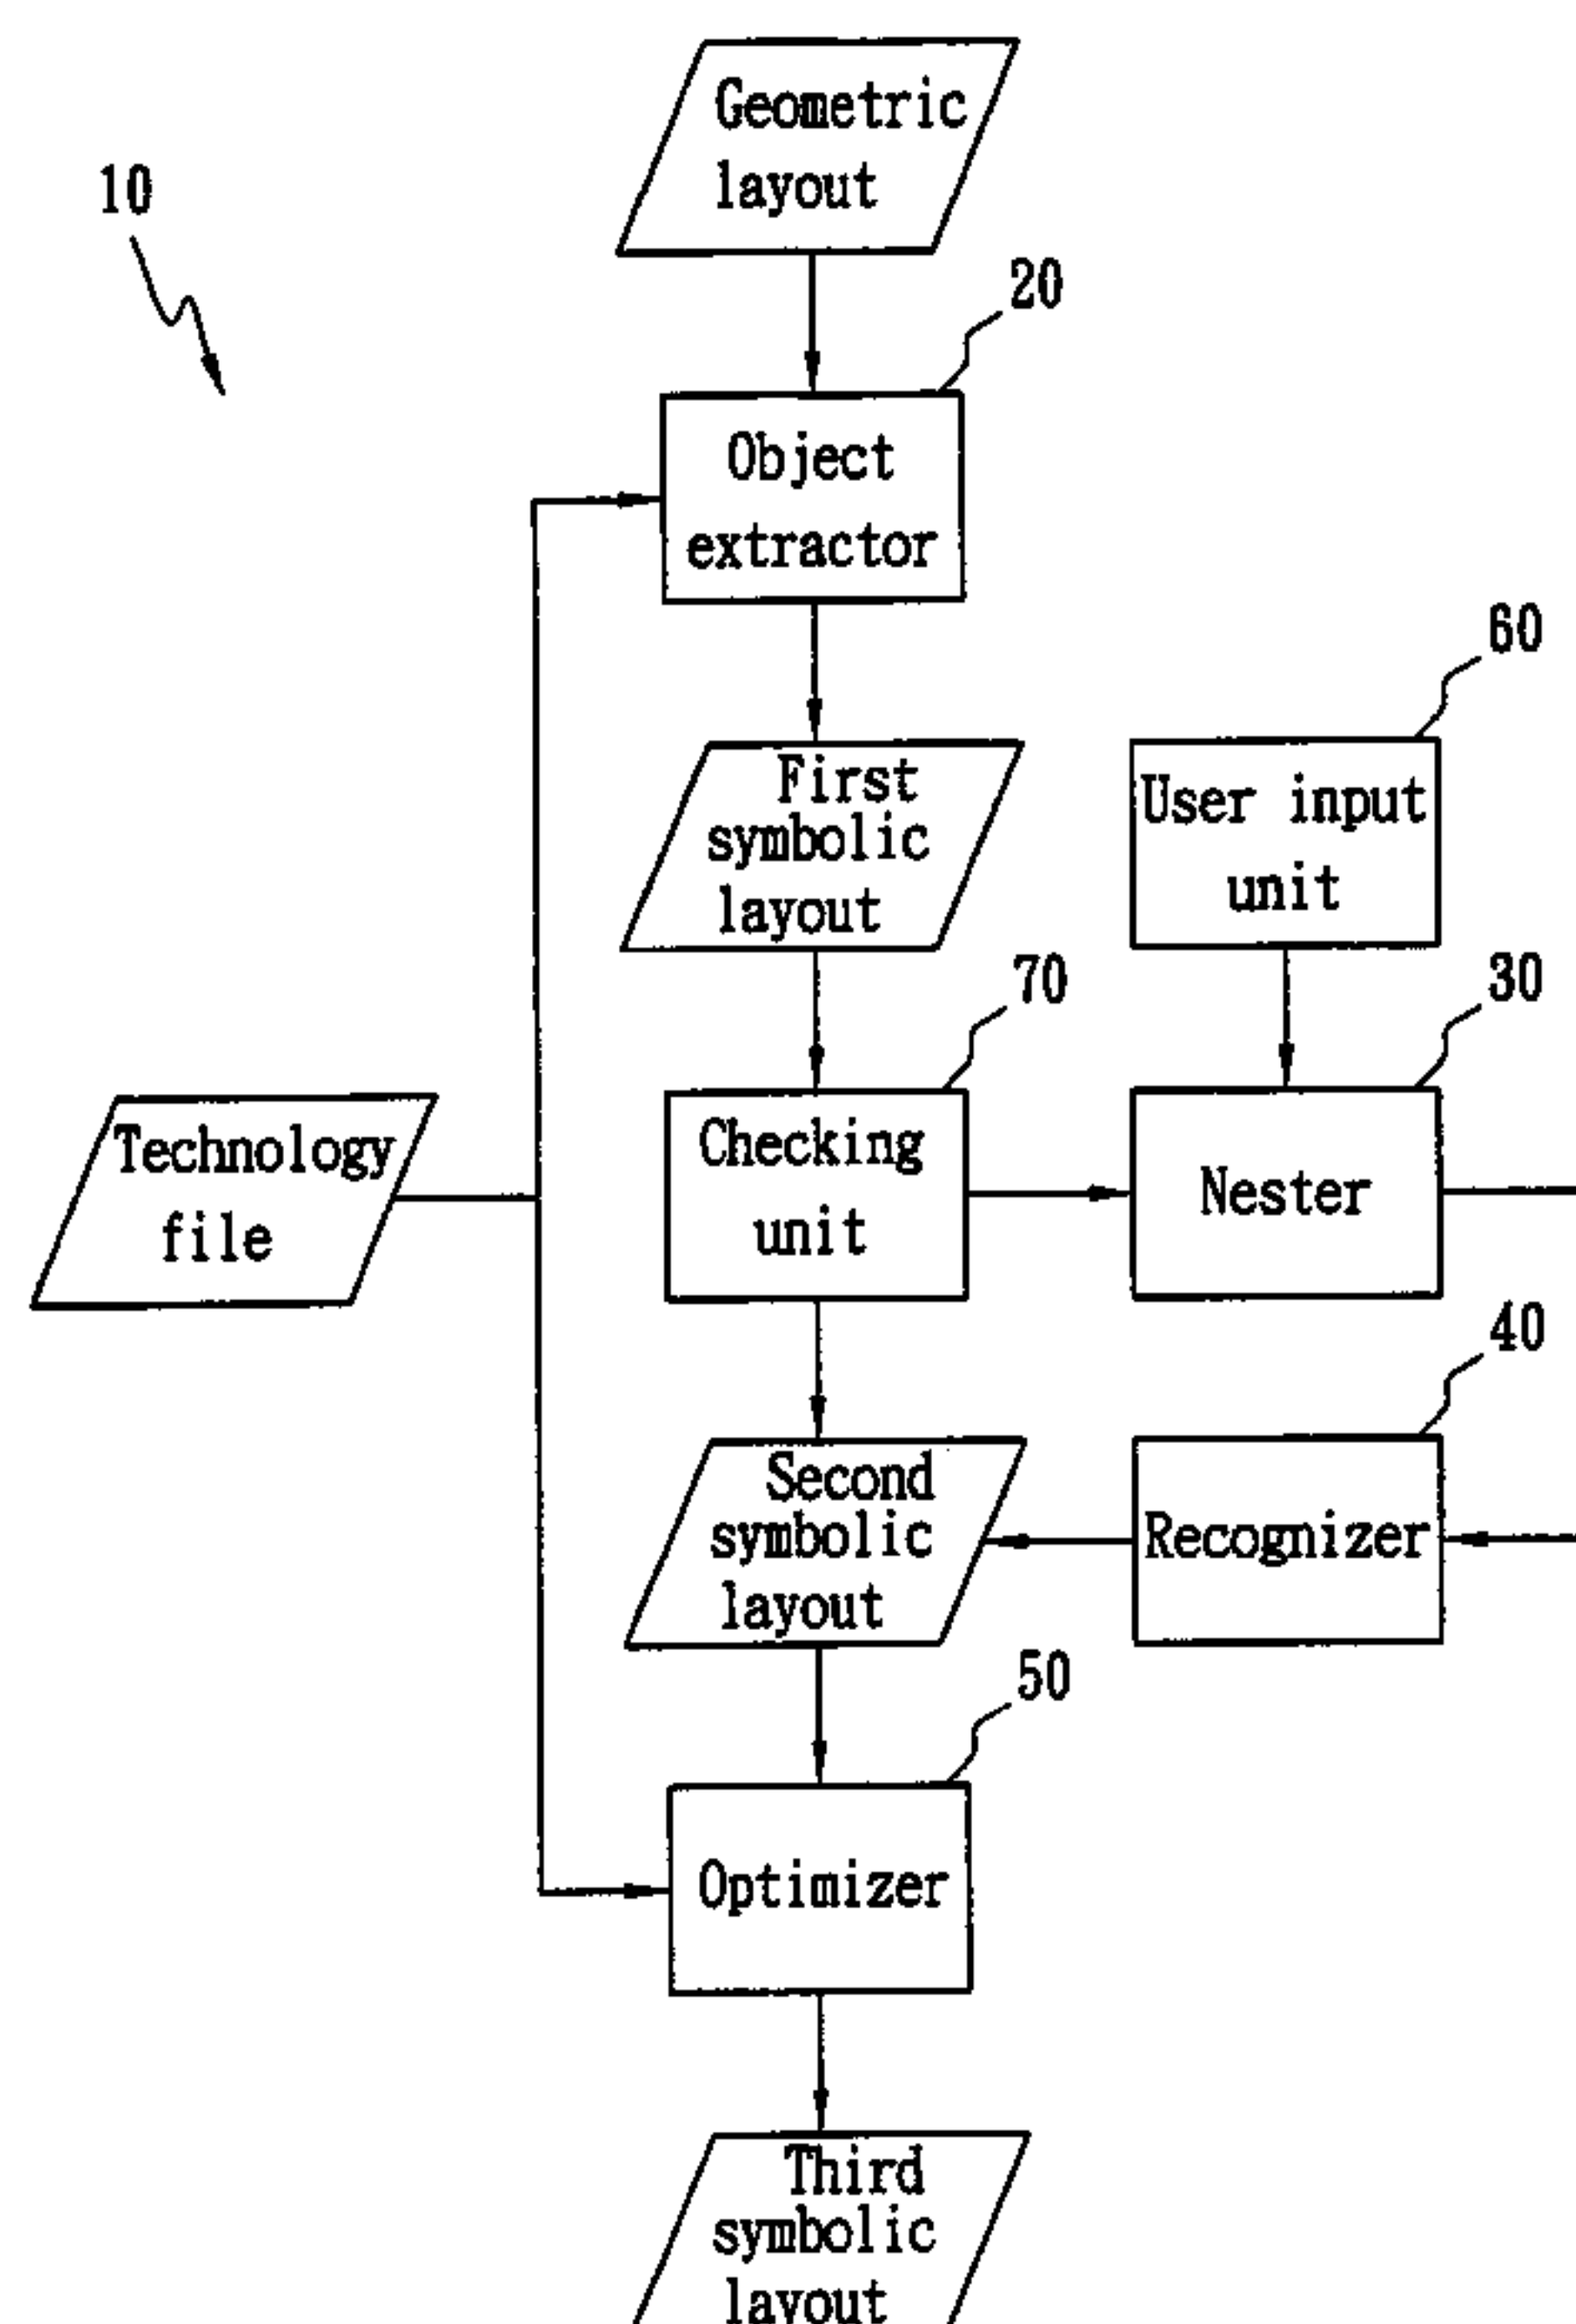 Geometric
layout
10
20
Object
extractor
60
First
symbolic
layout
User input
unit
70
30
Technology
file
Checking
unit
Nester
40
Second
symbolic
layout
Recognizer
50
Optimizer
Third
symbolic
layout